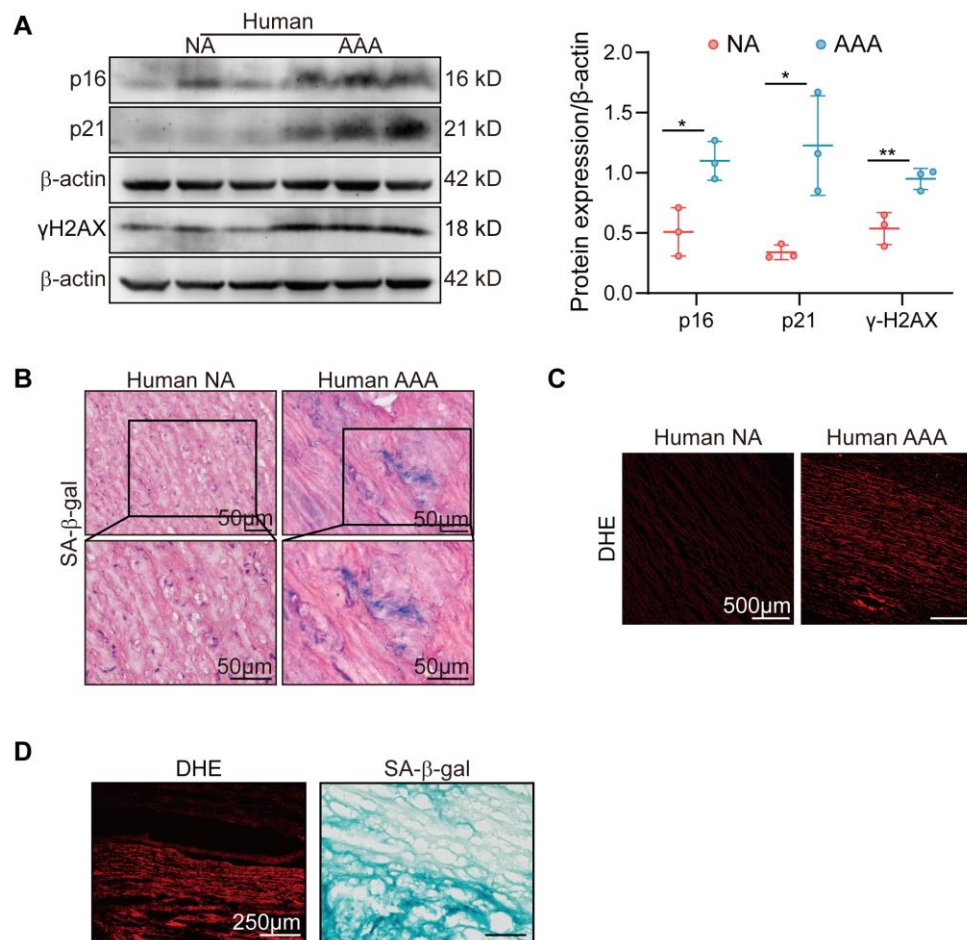 A
Human
NA AAA
p16 16 kD
p21 21 kD
β-actin 42 kD
γH2AX 18 kD
β-actin 42 kD
NA AAA
Protein expression/β-actin
2.0
1.5
1.0
0.5
0.0
*
*
**
p16 p21 γ-H2AX
B
Human NA Human AAA
SA-β-gal
50μm 50μm
50μm 50μm
C
Human NA Human AAA
DHE
500μm
D
DHE SA-β-gal
250μm